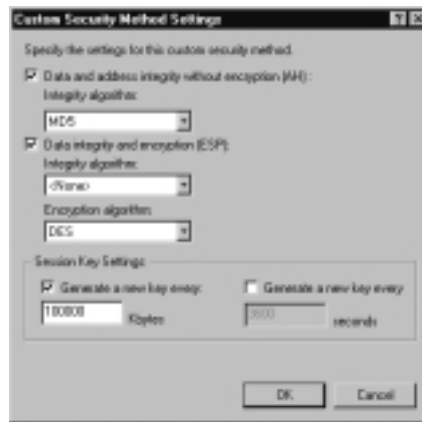 Custom Security Method Settings
Specify the settings for this custom security method.
Data and address integrity without encryption (AH) :
Integrity algorithm:
MD5
Data integrity and encryption (ESP):
Integrity algorithm:
<None>
Encryption algorithm:
DES
Session Key Settings:
Generate a new key every:
Generate a new key every
100000 Kbytes
3600 seconds
OK Cancel